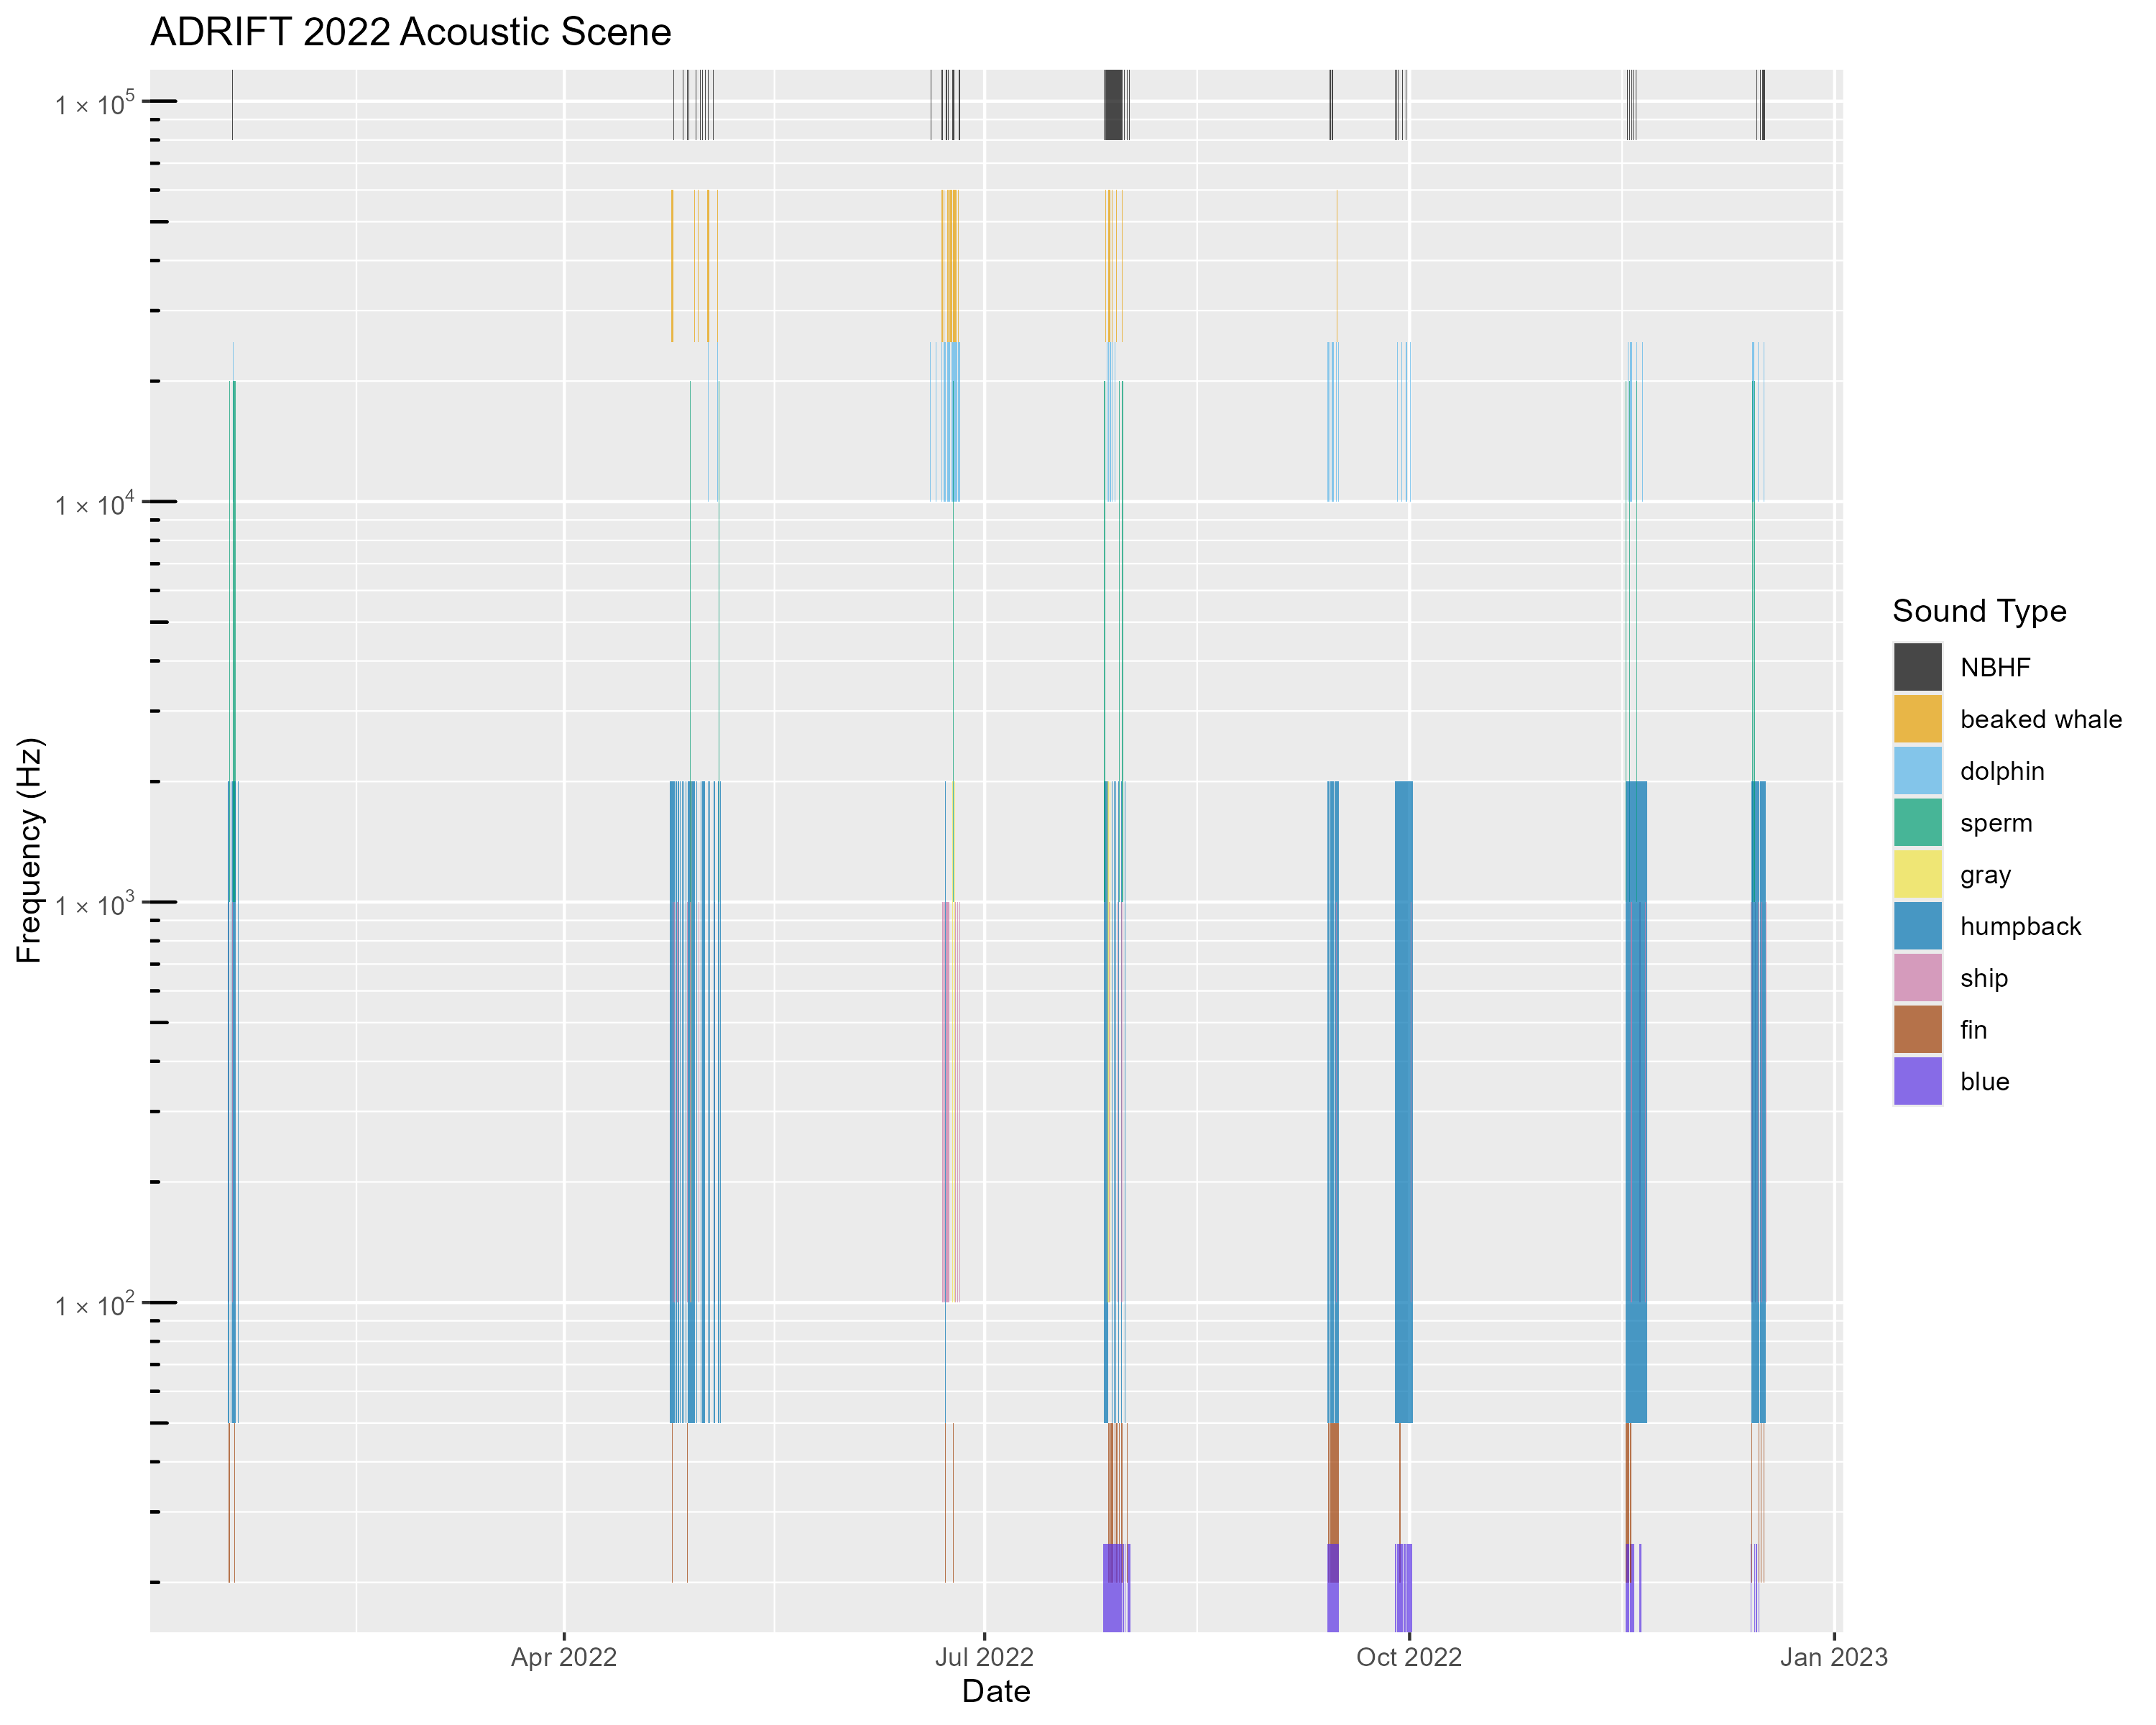 ADRIFT 2022 Acoustic Scene
1 × 10^5
1 × 10^4
1 × 10^3
1 × 10^2
Frequency (Hz)
Apr 2022
Jul 2022
Oct 2022
Jan 2023
Date
Sound Type
NBHF
beaked whale
dolphin
sperm
gray
humpback
ship
fin
blue